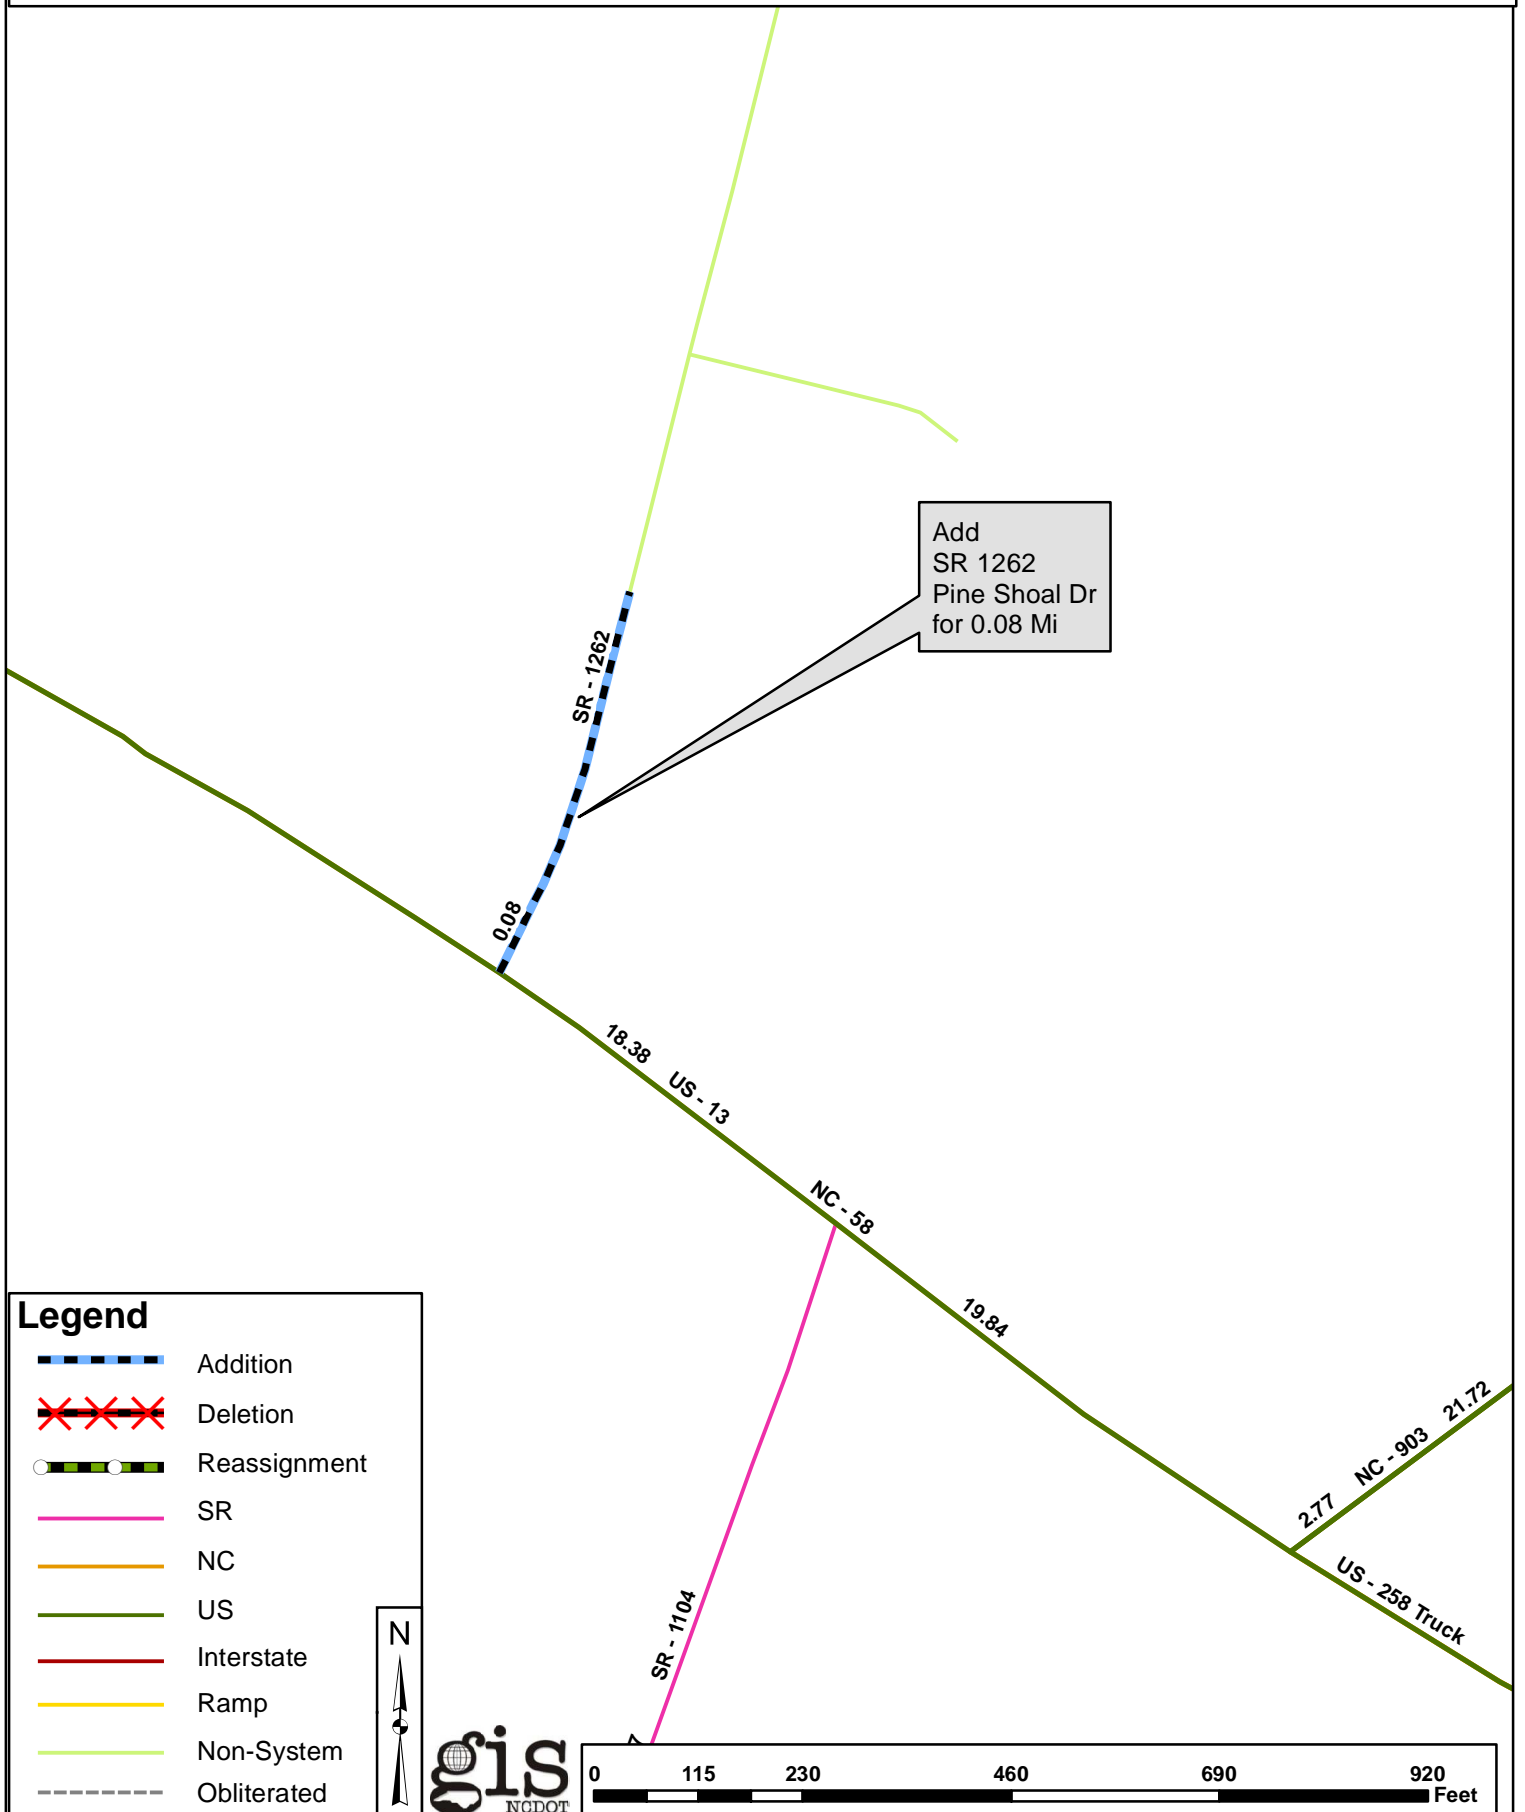 Add
SR 1262
Pine Shoal Dr
for 0.08 Mi
SR - 1262
0.08
18.38
US - 13
NC - 58
19.84
21.72
NC - 903
2.77
US - 258 Truck
SR - 1104
Legend
Addition
Deletion
Reassignment
SR
NC
US
Interstate
Ramp
Non-System
Obliterated
N
gis
NCDOT
0 115 230 460 690 920
Feet